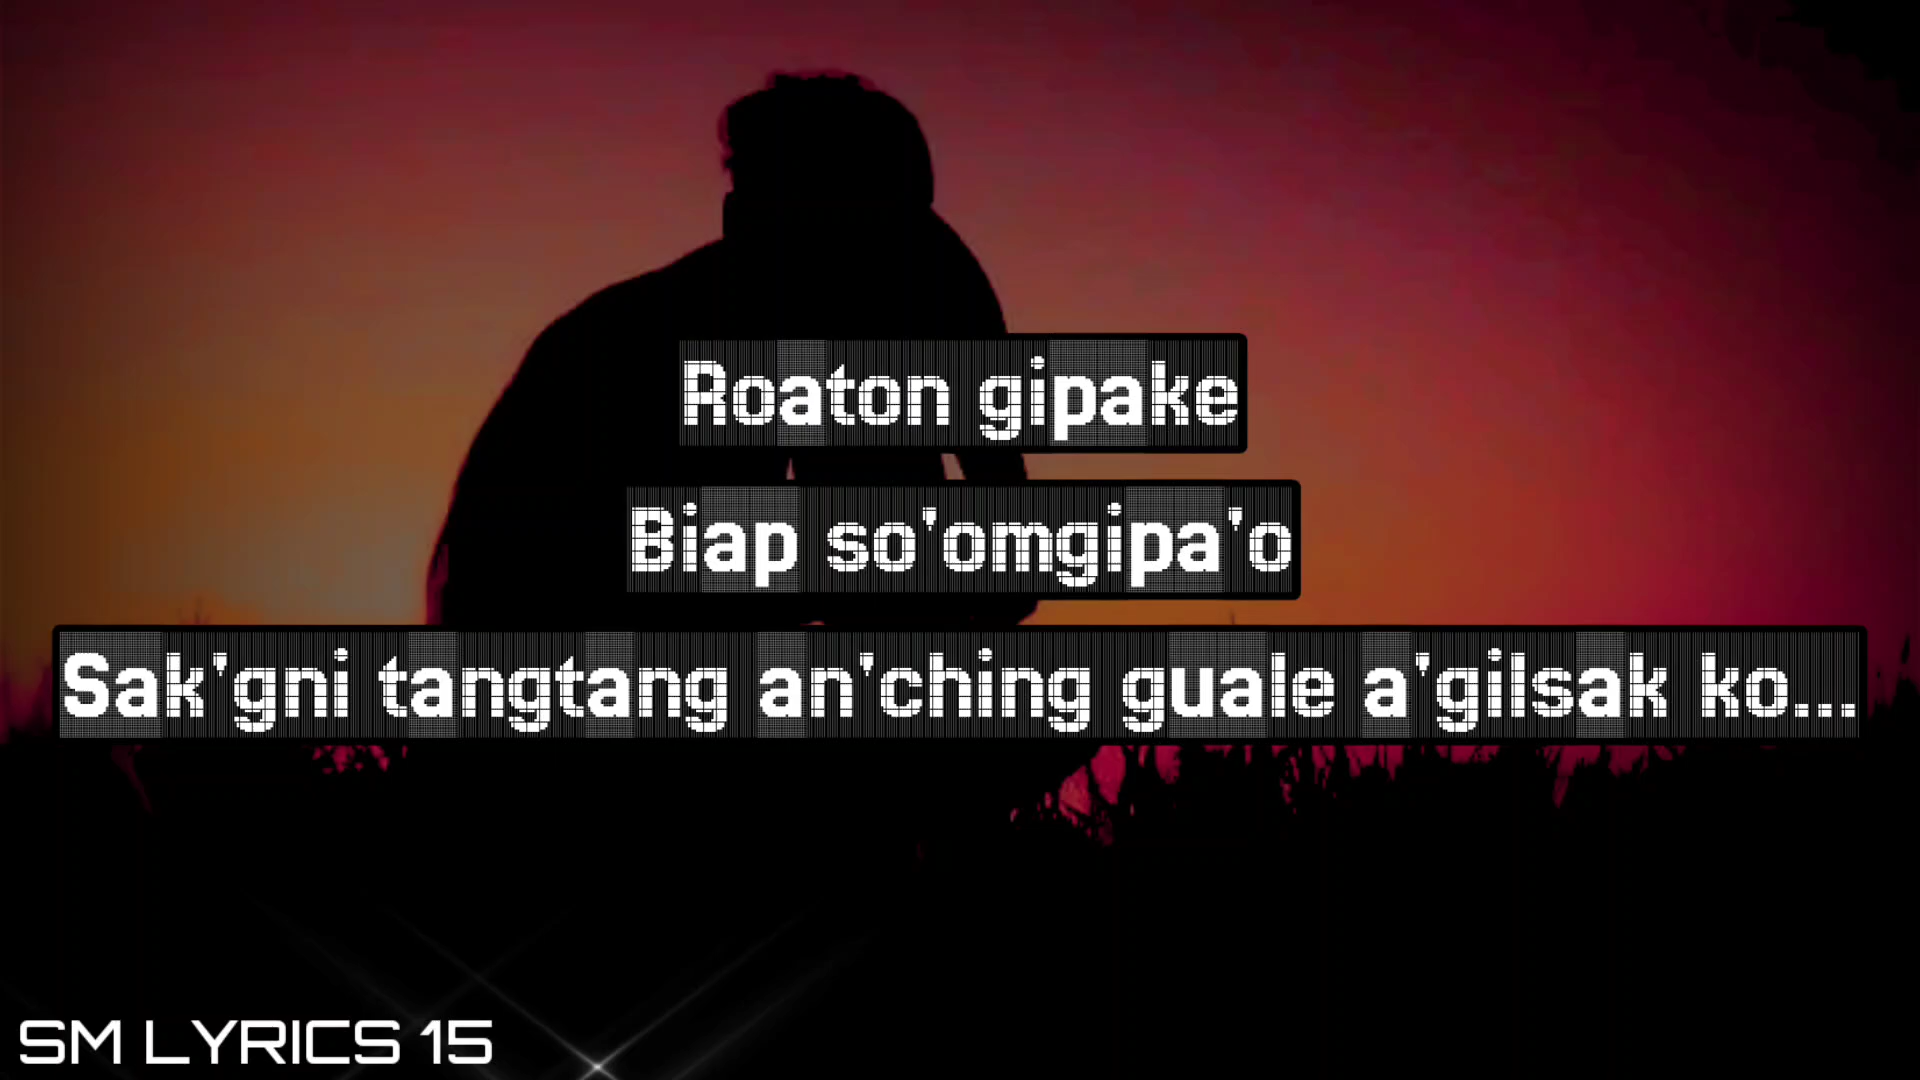 Roaton gipake
Biap so'omgipa'o
Sak'gni tangtang an'ching guale a'gilsak ko...
SM LYRICS 15